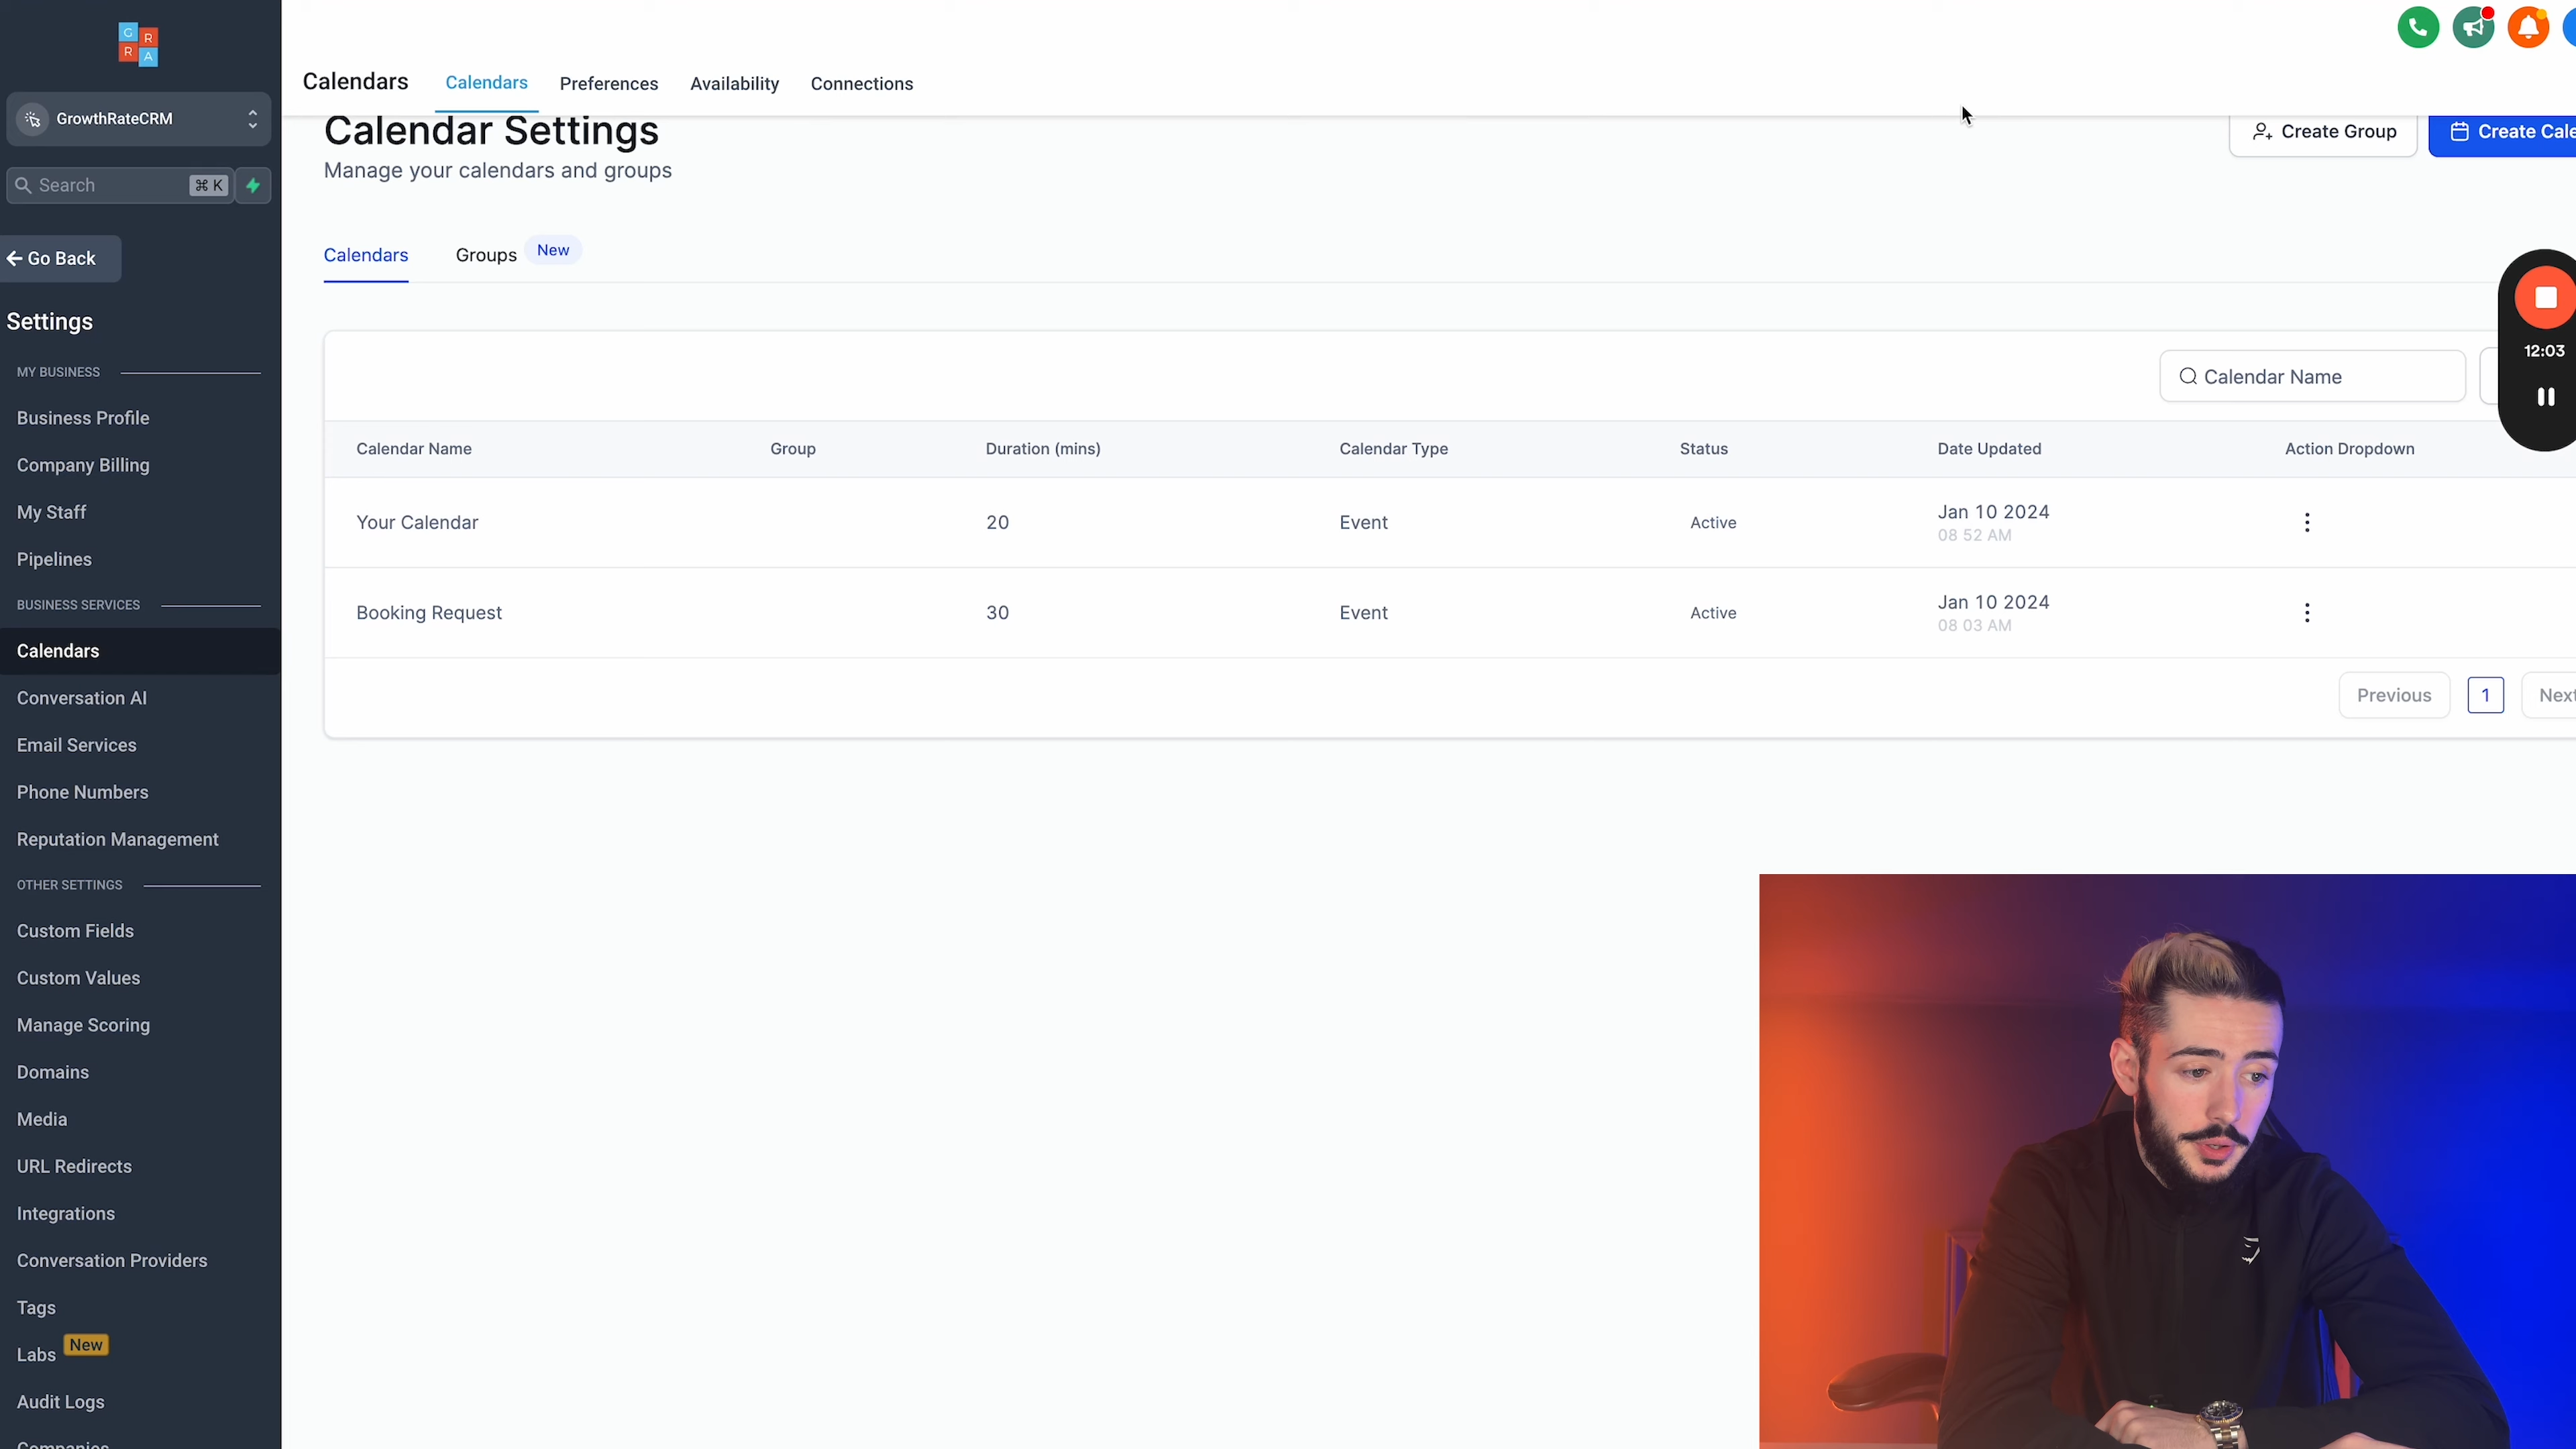 G R
R A
GrowthRateCRM
Search ⌘ K
Go Back
Settings
MY BUSINESS
Business Profile
Company Billing
My Staff
Pipelines
BUSINESS SERVICES
Calendars
Conversation AI
Email Services
Phone Numbers
Reputation Management
OTHER SETTINGS
Custom Fields
Custom Values
Manage Scoring
Domains
Media
URL Redirects
Integrations
Conversation Providers
Tags
Labs New
Audit Logs
Calendars Calendars Preferences Availability Connections
Calendar Settings
Manage your calendars and groups
Create Group
Create Cale
Calendars Groups New
Calendar Name
Calendar Name Group Duration (mins) Calendar Type Status Date Updated Action Dropdown
Your Calendar 20 Event Active Jan 10 2024
08 52 AM
Booking Request 30 Event Active Jan 10 2024
08 03 AM
Previous 1 Next
12:03